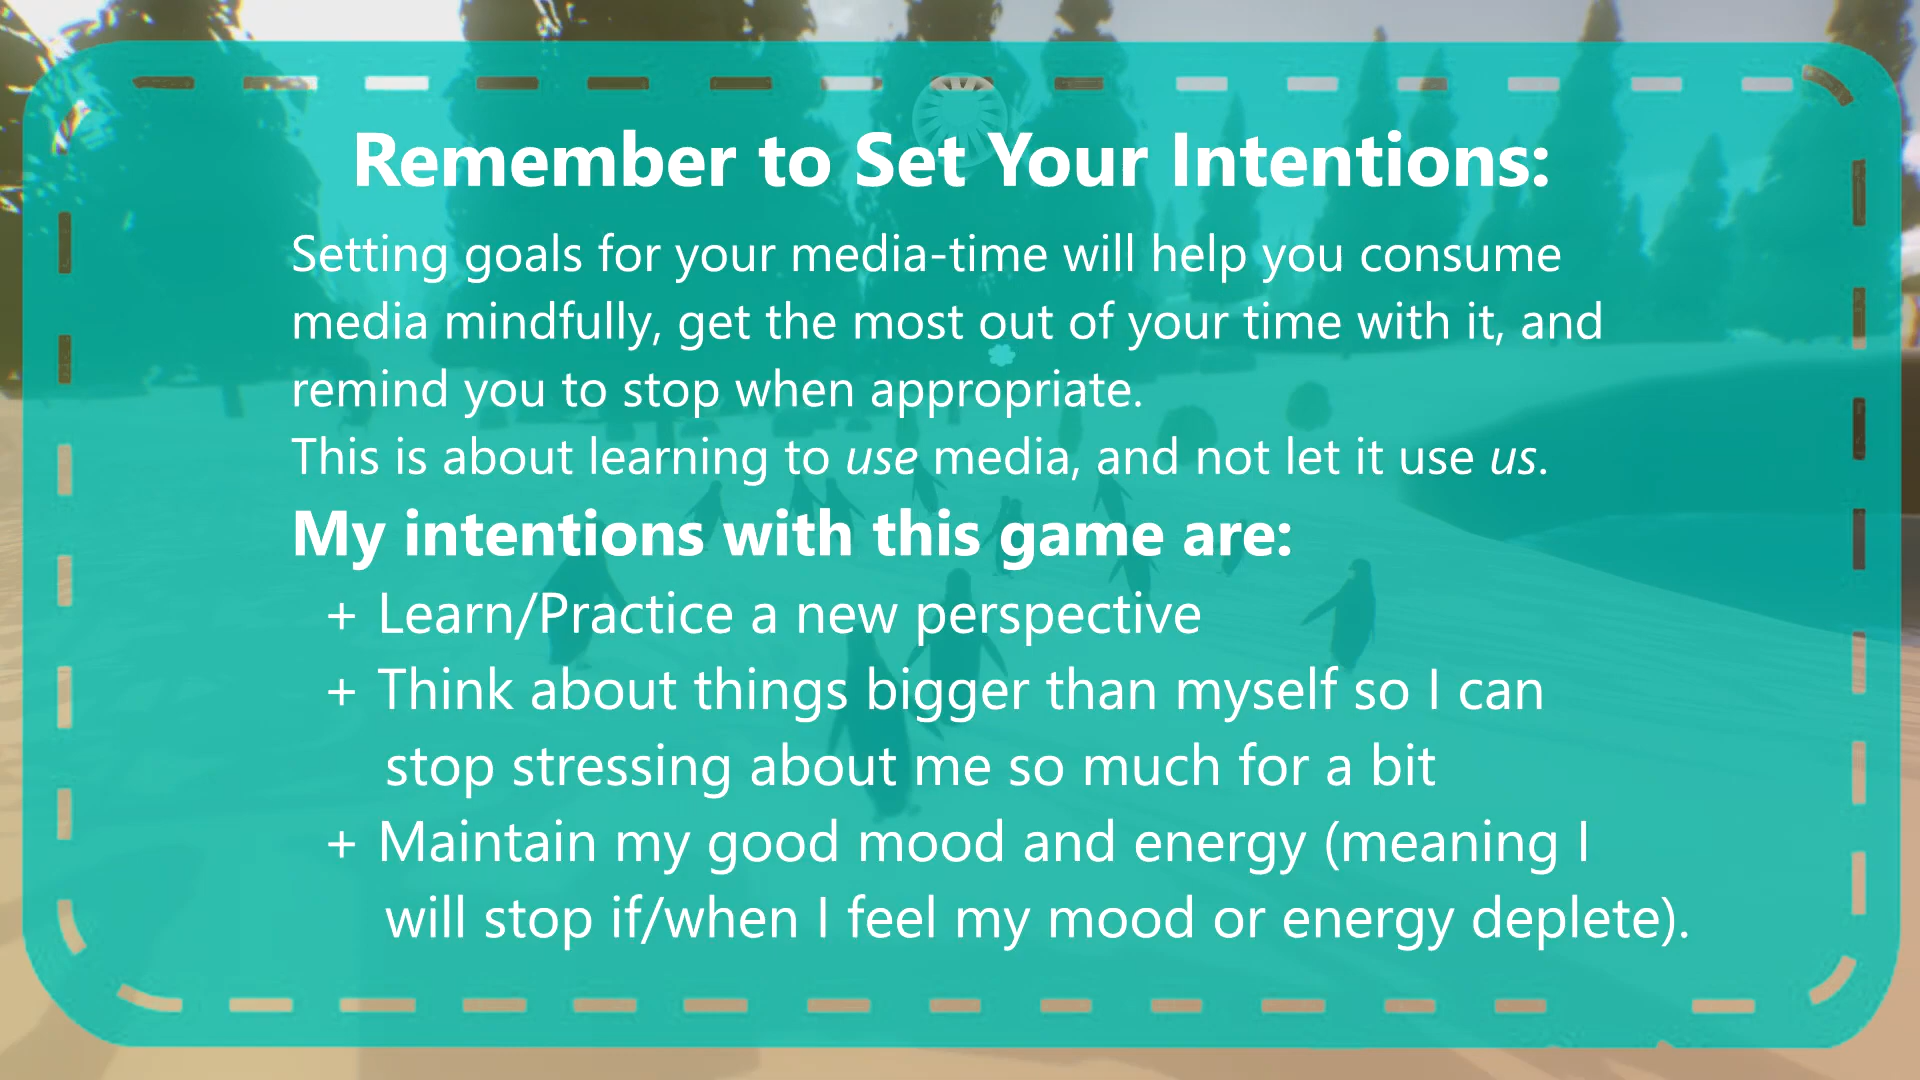 Remember to Set Your Intentions:
Setting goals for your media-time will help you consume
media mindfully, get the most out of your time with it, and
remind you to stop when appropriate.
This is about learning to use media, and not let it use us.
My intentions with this game are:
+ Learn/Practice a new perspective
+ Think about things bigger than myself so I can
stop stressing about me so much for a bit
+ Maintain my good mood and energy (meaning I
will stop if/when I feel my mood or energy deplete).